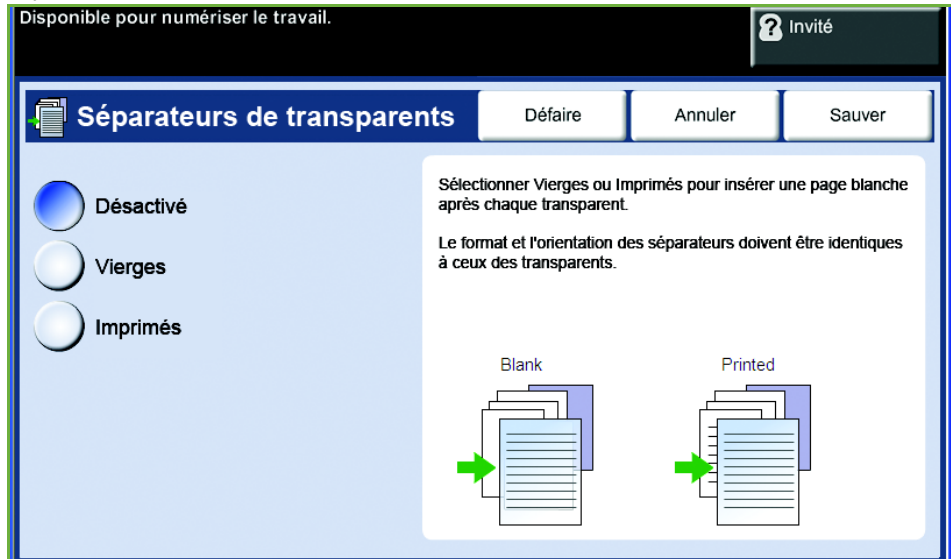 Disponible pour numériser le travail.
Invité
Séparateurs de transparents
Défaire
Annuler
Sauver
Désactivé
Vierges
Imprimés
Sélectionner Vierges ou Imprimés pour insérer une page blanche
après chaque transparent.
Le format et l'orientation des séparateurs doivent être identiques
à ceux des transparents.
Blank
Printed